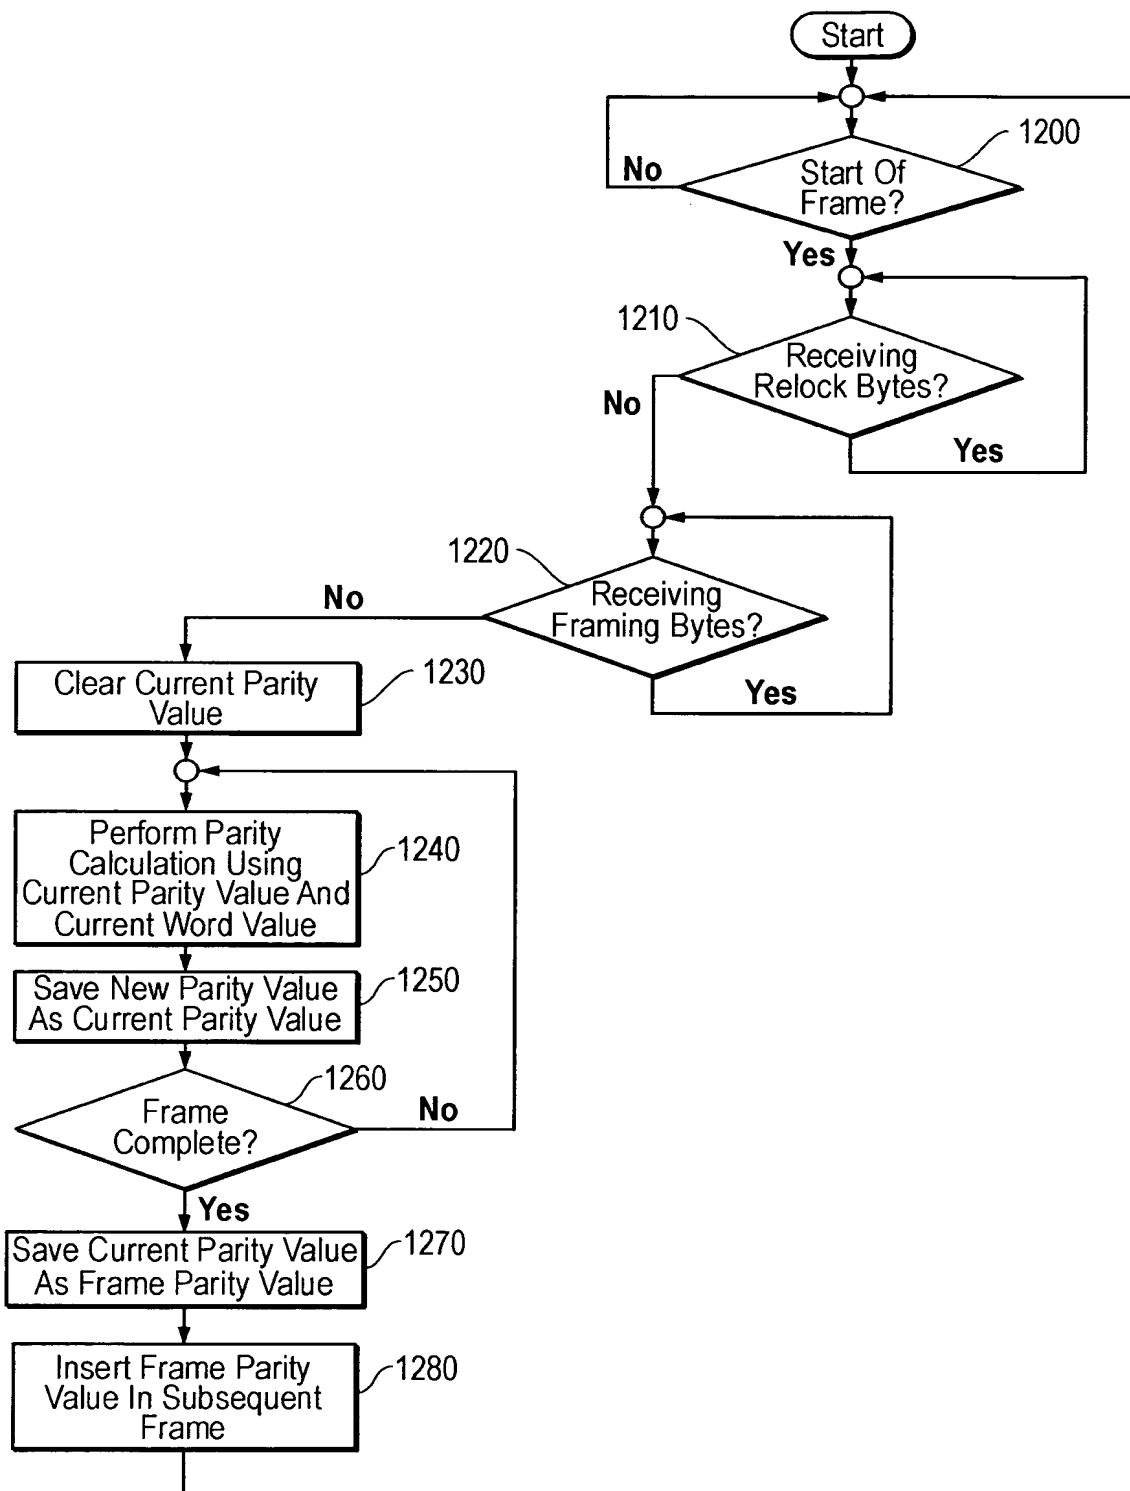 Start
1200
Start Of
Frame?
No
Yes
1210
Receiving
Relock Bytes?
No
Yes
1220
Receiving
Framing Bytes?
No
Yes
1230
Clear Current Parity
Value
Perform Parity
Calculation Using
Current Parity Value And
Current Word Value
1240
Save New Parity Value
As Current Parity Value
1250
1260
Frame
Complete?
No
Yes
Save Current Parity Value
As Frame Parity Value
1270
Insert Frame Parity
Value In Subsequent
Frame
1280